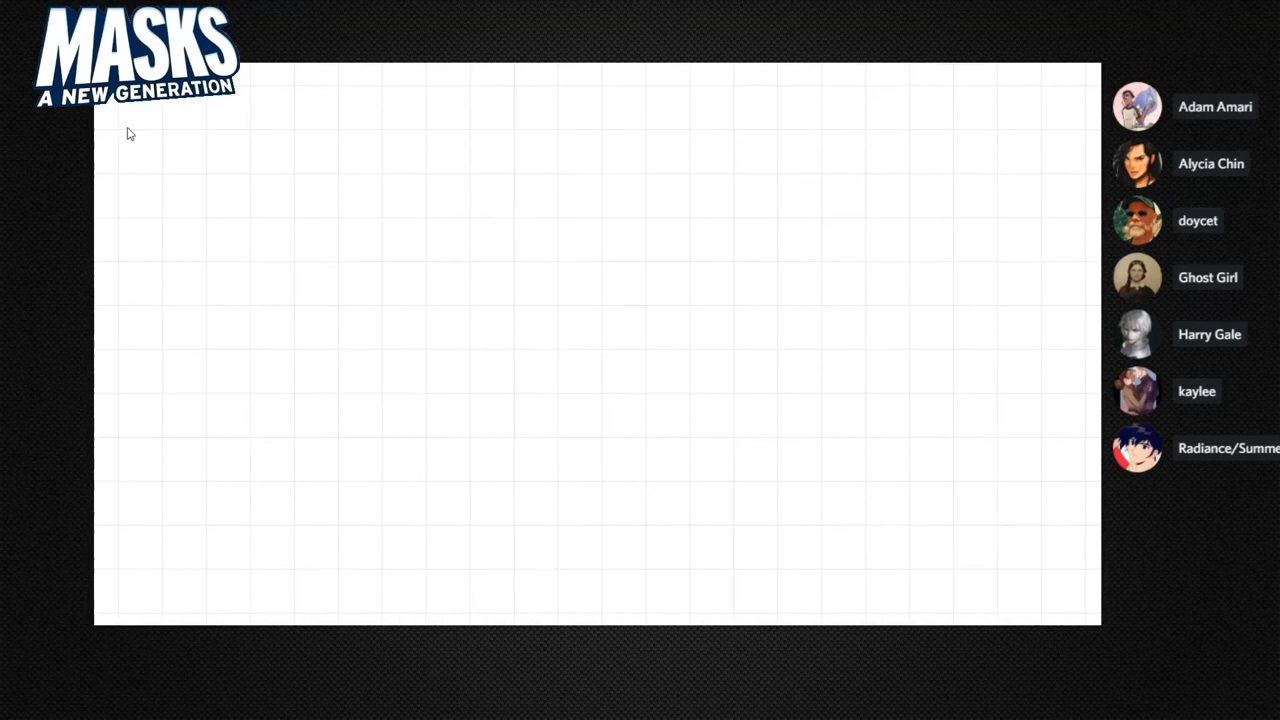 MASKS
A NEW GENERATION
Adam Amari
Alycia Chin
doycet
Ghost Girl
Harry Gale
kaylee
Radiance/Summe